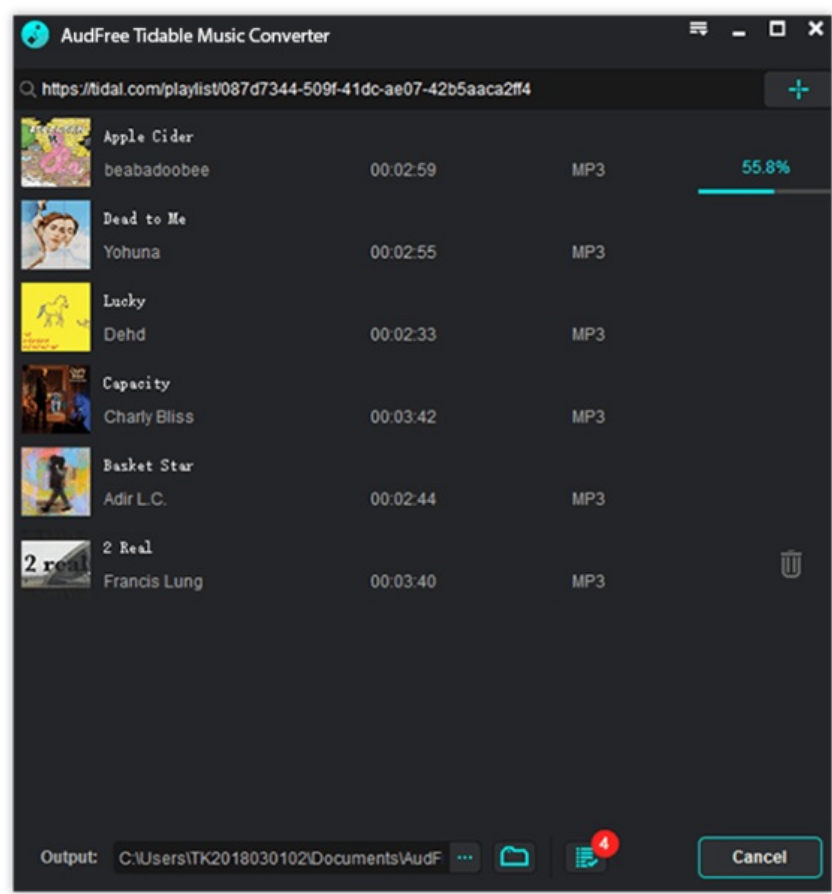 AudFree Tidable Music Converter
https://tidal.com/playlist/087d7344-509f-41dc-ae07-42b5aaca2ff4
Apple Cider
beabadoobee 00:02:59 MP3 55.8%
Dead to Me
Yohuna 00:02:55 MP3
Lucky
Dehd 00:02:33 MP3
Capacity
Charly Bliss 00:03:42 MP3
Basket Star
Adir L.C. 00:02:44 MP3
2 Real
2 real
Francis Lung 00:03:40 MP3
4
Output: C:\Users\TK2018030102\Documents\AudF ... Cancel